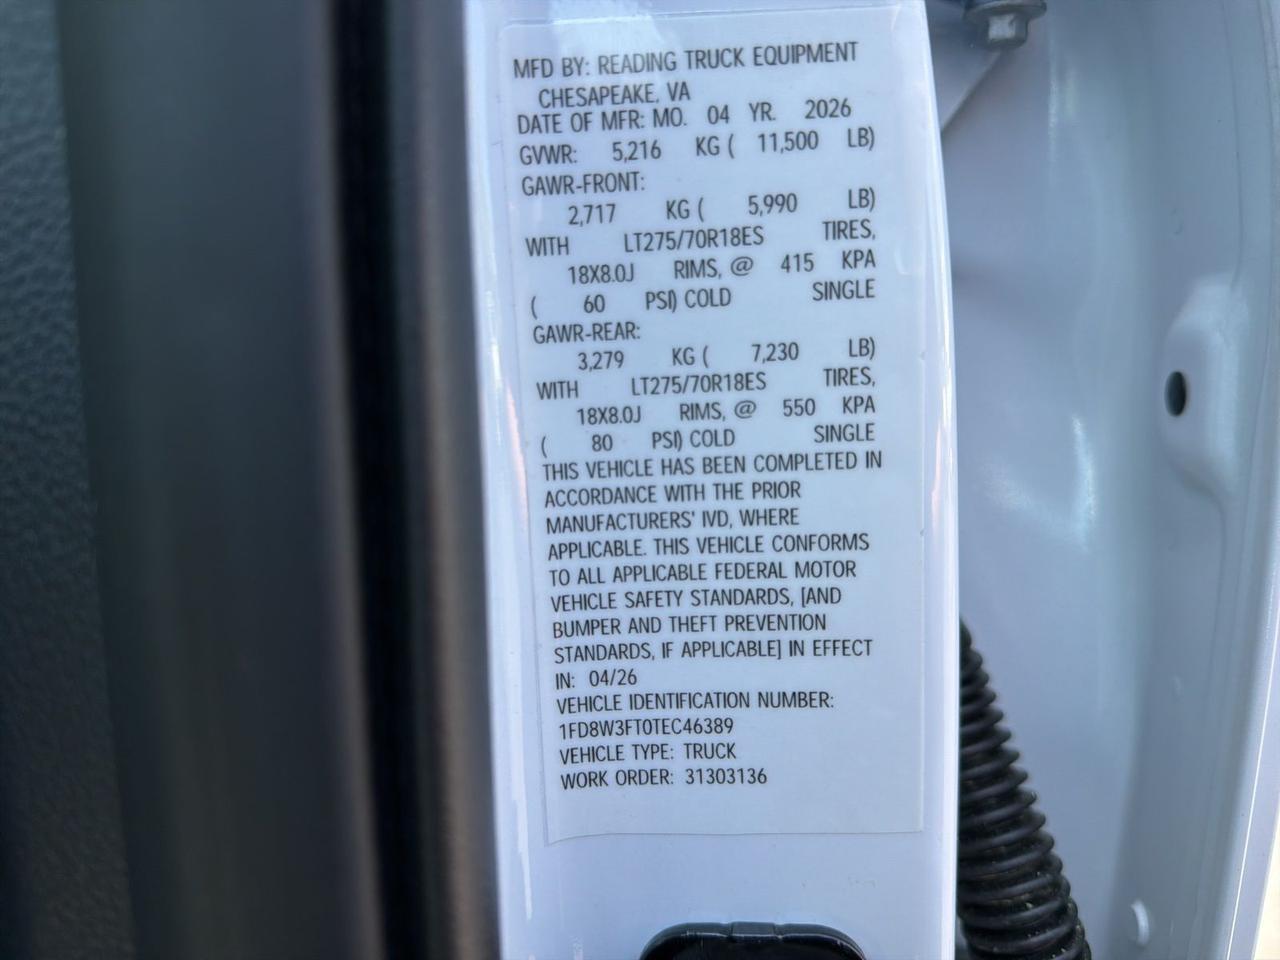 MFD BY: READING TRUCK EQUIPMENT
CHESAPEAKE, VA
DATE OF MFR: MO. 04 YR. 2026
GVWR: 5,216 KG ( 11,500 LB)
GAWR-FRONT:
2,717 KG ( 5,990 LB)
WITH LT275/70R18ES TIRES,
18X8.0J RIMS, @ 415 KPA
( 60 PSI) COLD SINGLE
GAWR-REAR:
3,279 KG ( 7,230 LB)
WITH LT275/70R18ES TIRES,
18X8.0J RIMS, @ 550 KPA
( 80 PSI) COLD SINGLE
THIS VEHICLE HAS BEEN COMPLETED IN
ACCORDANCE WITH THE PRIOR
MANUFACTURERS' IVD, WHERE
APPLICABLE. THIS VEHICLE CONFORMS
TO ALL APPLICABLE FEDERAL MOTOR
VEHICLE SAFETY STANDARDS, [AND
BUMPER AND THEFT PREVENTION
STANDARDS, IF APPLICABLE] IN EFFECT
IN: 04/26
VEHICLE IDENTIFICATION NUMBER:
1FD8W3FT0TEC46389
VEHICLE TYPE: TRUCK
WORK ORDER: 31303136